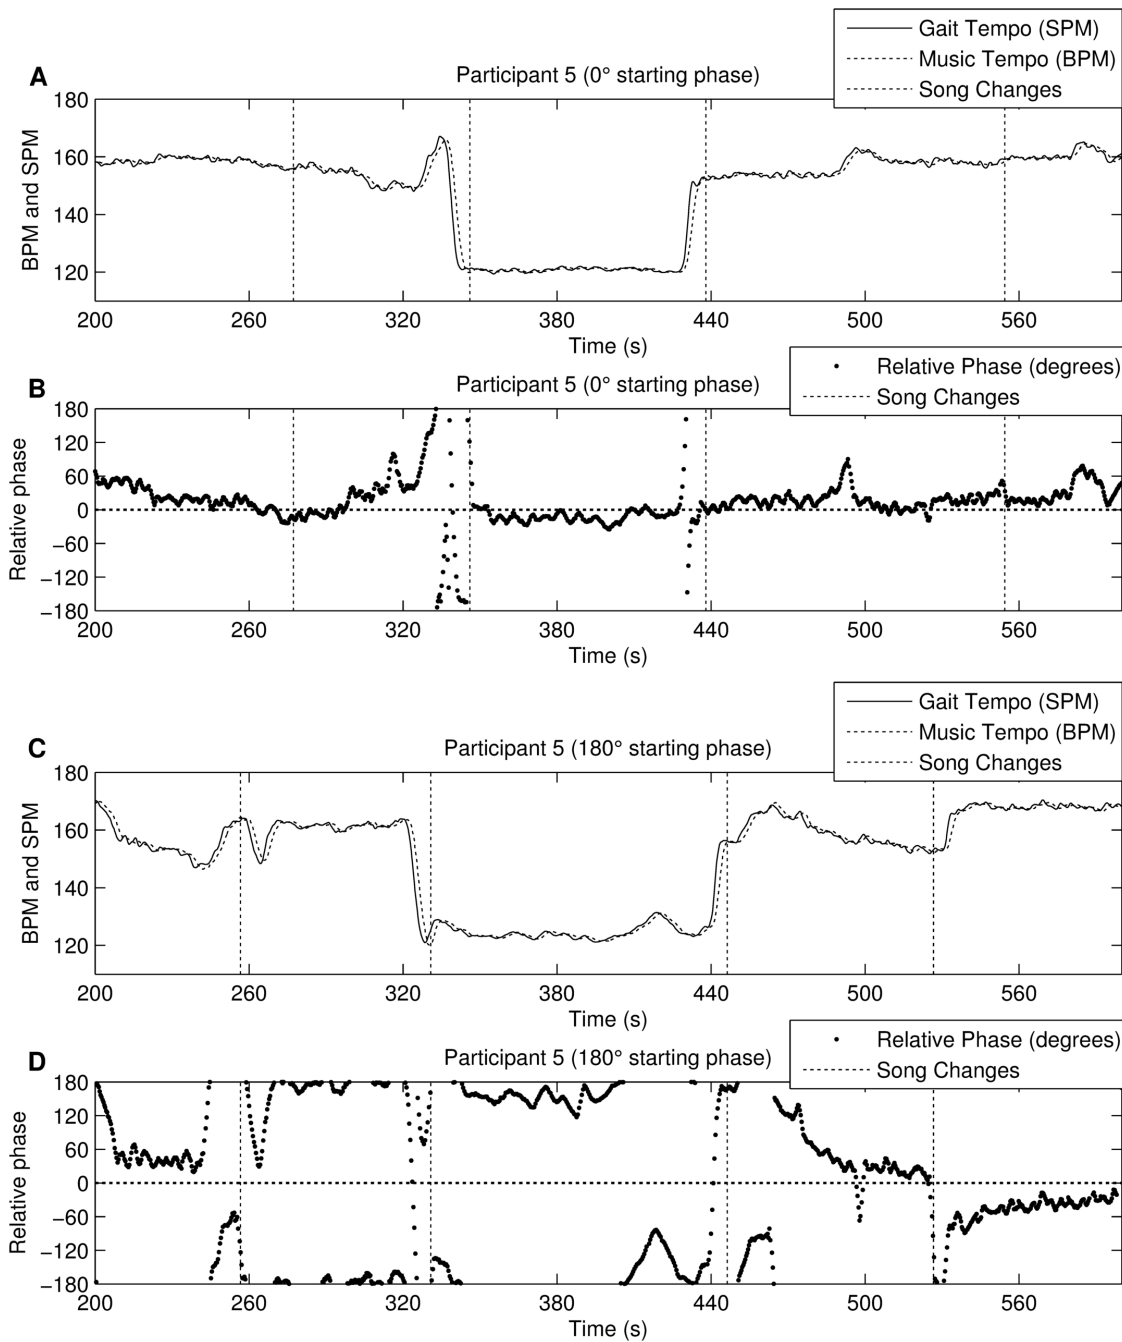 Gait Tempo (SPM)
Music Tempo (BPM)
Song Changes
A
Participant 5 (0° starting phase)
BPM and SPM
180
160
140
120
200 260 320 380 440 500 560
Time (s)
Relative Phase (degrees)
Song Changes
B
Participant 5 (0° starting phase)
Relative phase
180
120
60
0
−60
−120
−180
200 260 320 380 440 500 560
Time (s)
Gait Tempo (SPM)
Music Tempo (BPM)
Song Changes
C
Participant 5 (180° starting phase)
BPM and SPM
180
160
140
120
200 260 320 380 440 500 560
Time (s)
Relative Phase (degrees)
Song Changes
D
Participant 5 (180° starting phase)
Relative phase
180
120
60
0
−60
−120
−180
200 260 320 380 440 500 560
Time (s)